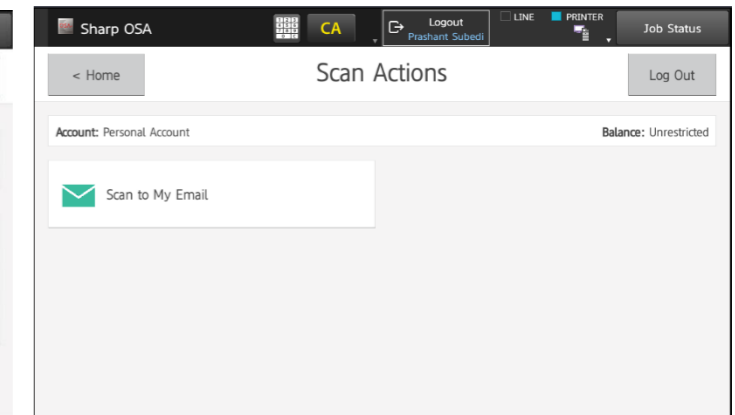 Sharp OSA CA Logout LINE PRINTER Job Status
Prashant Subedi
< Home Scan Actions Log Out
Account: Personal Account Balance: Unrestricted
Scan to My Email